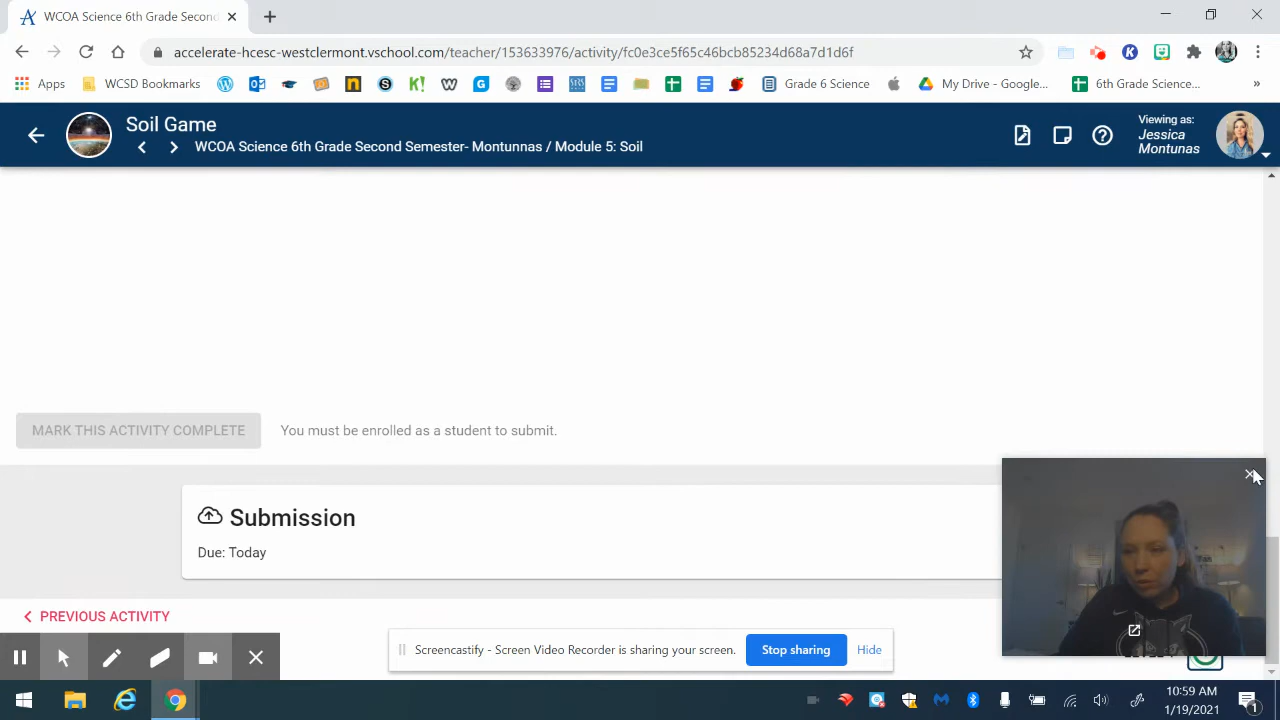 WCOA Science 6th Grade Second
accelerate-hcesc-westclermont.vschool.com/teacher/153633976/activity/fc0e3ce5f65c46bcb85234d68a7d1d6f
Apps
WCSD Bookmarks
Grade 6 Science
My Drive - Google...
6th Grade Science...
»
Soil Game
WCOA Science 6th Grade Second Semester- Montunnas / Module 5: Soil
Viewing as:
Jessica
Montunas
MARK THIS ACTIVITY COMPLETE
You must be enrolled as a student to submit.
Submission
Due: Today
PREVIOUS ACTIVITY
Screencastify - Screen Video Recorder is sharing your screen.
Stop sharing
Hide
10:59 AM
1/19/2021
1